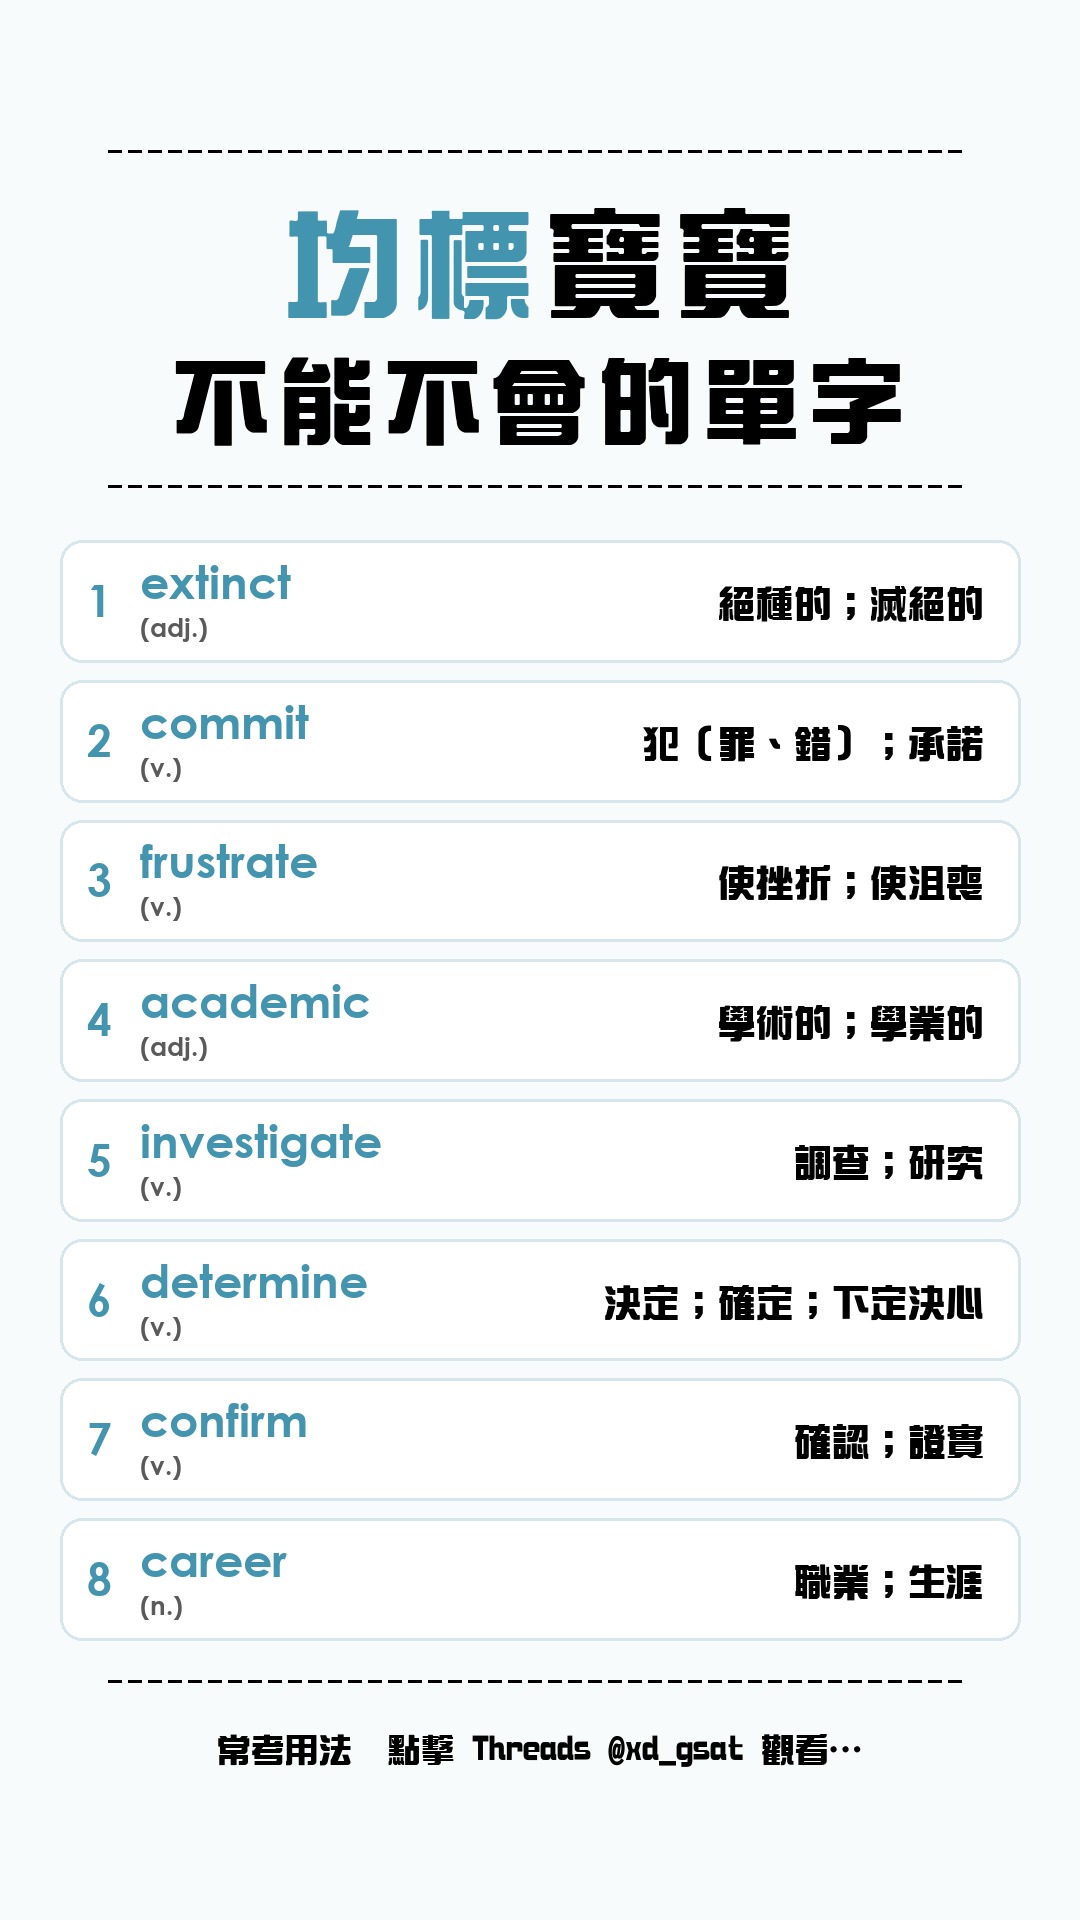 均標寶寶
不能不會的單字
1 extinct (adj.) 絕種的；滅絕的
2 commit (v.) 犯（罪、錯）；承諾
3 frustrate (v.) 使挫折；使沮喪
4 academic (adj.) 學術的；學業的
5 investigate (v.) 調查；研究
6 determine (v.) 決定；確定；下定決心
7 confirm (v.) 確認；證實
8 career (n.) 職業；生涯
常考用法　點擊 Threads @xd_gsat 觀看…